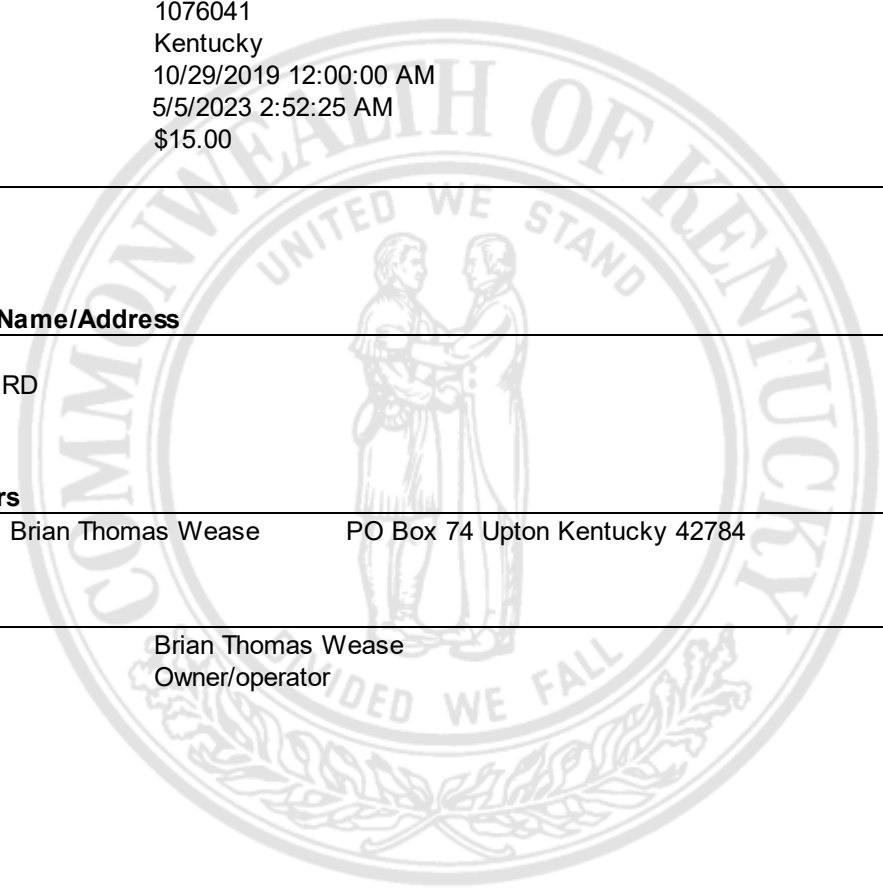 1076041
Kentucky
10/29/2019 12:00:00 AM
5/5/2023 2:52:25 AM
$15.00
COMMONWEALTH OF KENTUCKY
UNITED WE STAND
Name/Address
RD
rs
Brian Thomas Wease PO Box 74 Upton Kentucky 42784
Brian Thomas Wease
Owner/operator
DIVIDED WE FALL